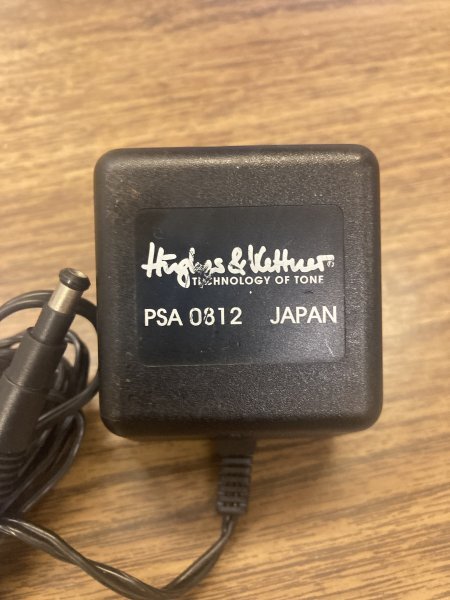 Hughes & Kettner®
TECHNOLOGY OF TONE
PSA 0812 JAPAN